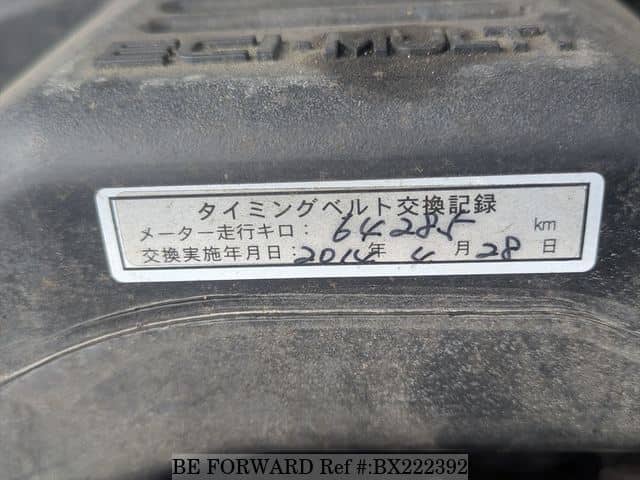 ECI-MULTI
タイミングベルト交換記録
メーター走行キロ：64285 km
交換実施年月日：2014年 4月28日
BE FORWARD Ref #:BX222392